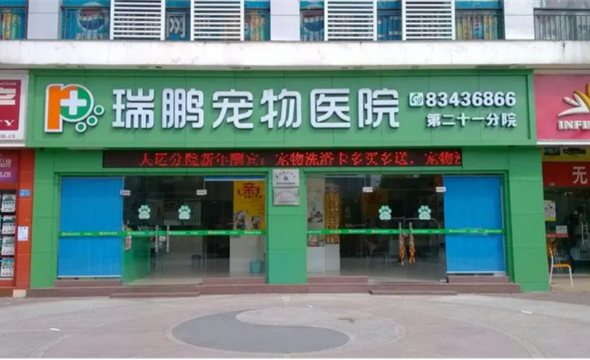 瑞鹏宠物医院
83436866
第二十一分院
大运分院新年酬宾：宠物洗浴卡多买多送，宠物
INFI